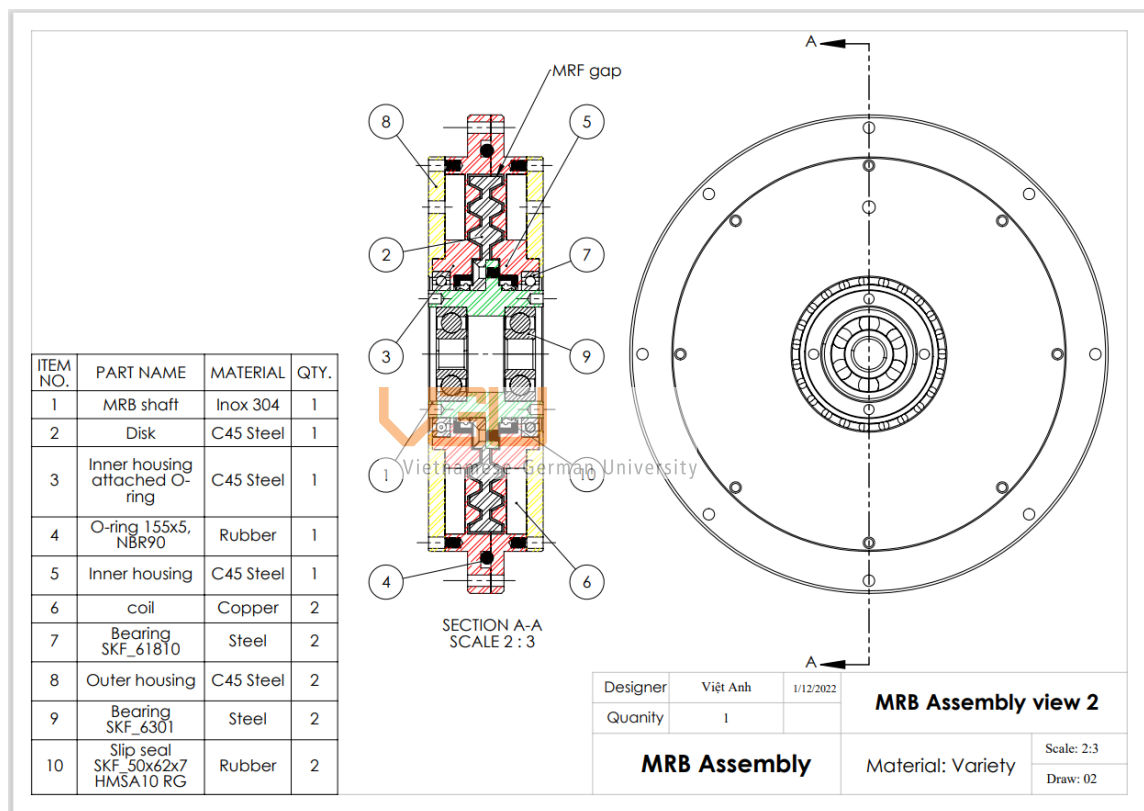 A
MRF gap
8
5
2
7
3
9
1
10
4
6
VGU
Vietnamese-German University
SECTION A-A
SCALE 2 : 3
A
ITEM NO. PART NAME MATERIAL QTY.
1 MRB shaft Inox 304 1
2 Disk C45 Steel 1
3 Inner housing attached O-ring C45 Steel 1
4 O-ring 155x5, NBR90 Rubber 1
5 Inner housing C45 Steel 1
6 coil Copper 2
7 Bearing SKF_61810 Steel 2
8 Outer housing C45 Steel 2
9 Bearing SKF_6301 Steel 2
10 Slip seal SKF_50x62x7 HMSA10 RG Rubber 2
Designer Việt Anh 1/12/2022
Quanity 1
MRB Assembly view 2
MRB Assembly
Material: Variety
Scale: 2:3
Draw: 02